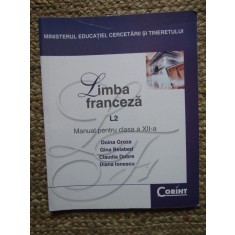 MINISTERUL EDUCAȚIEI, CERCETĂRII ȘI TINERETULUI
Limba
franceză
L2
Manual pentru clasa a XII-a
Doina Groza
Gina Belabed
Claudia Dobre
Diana Ionescu
CORINT